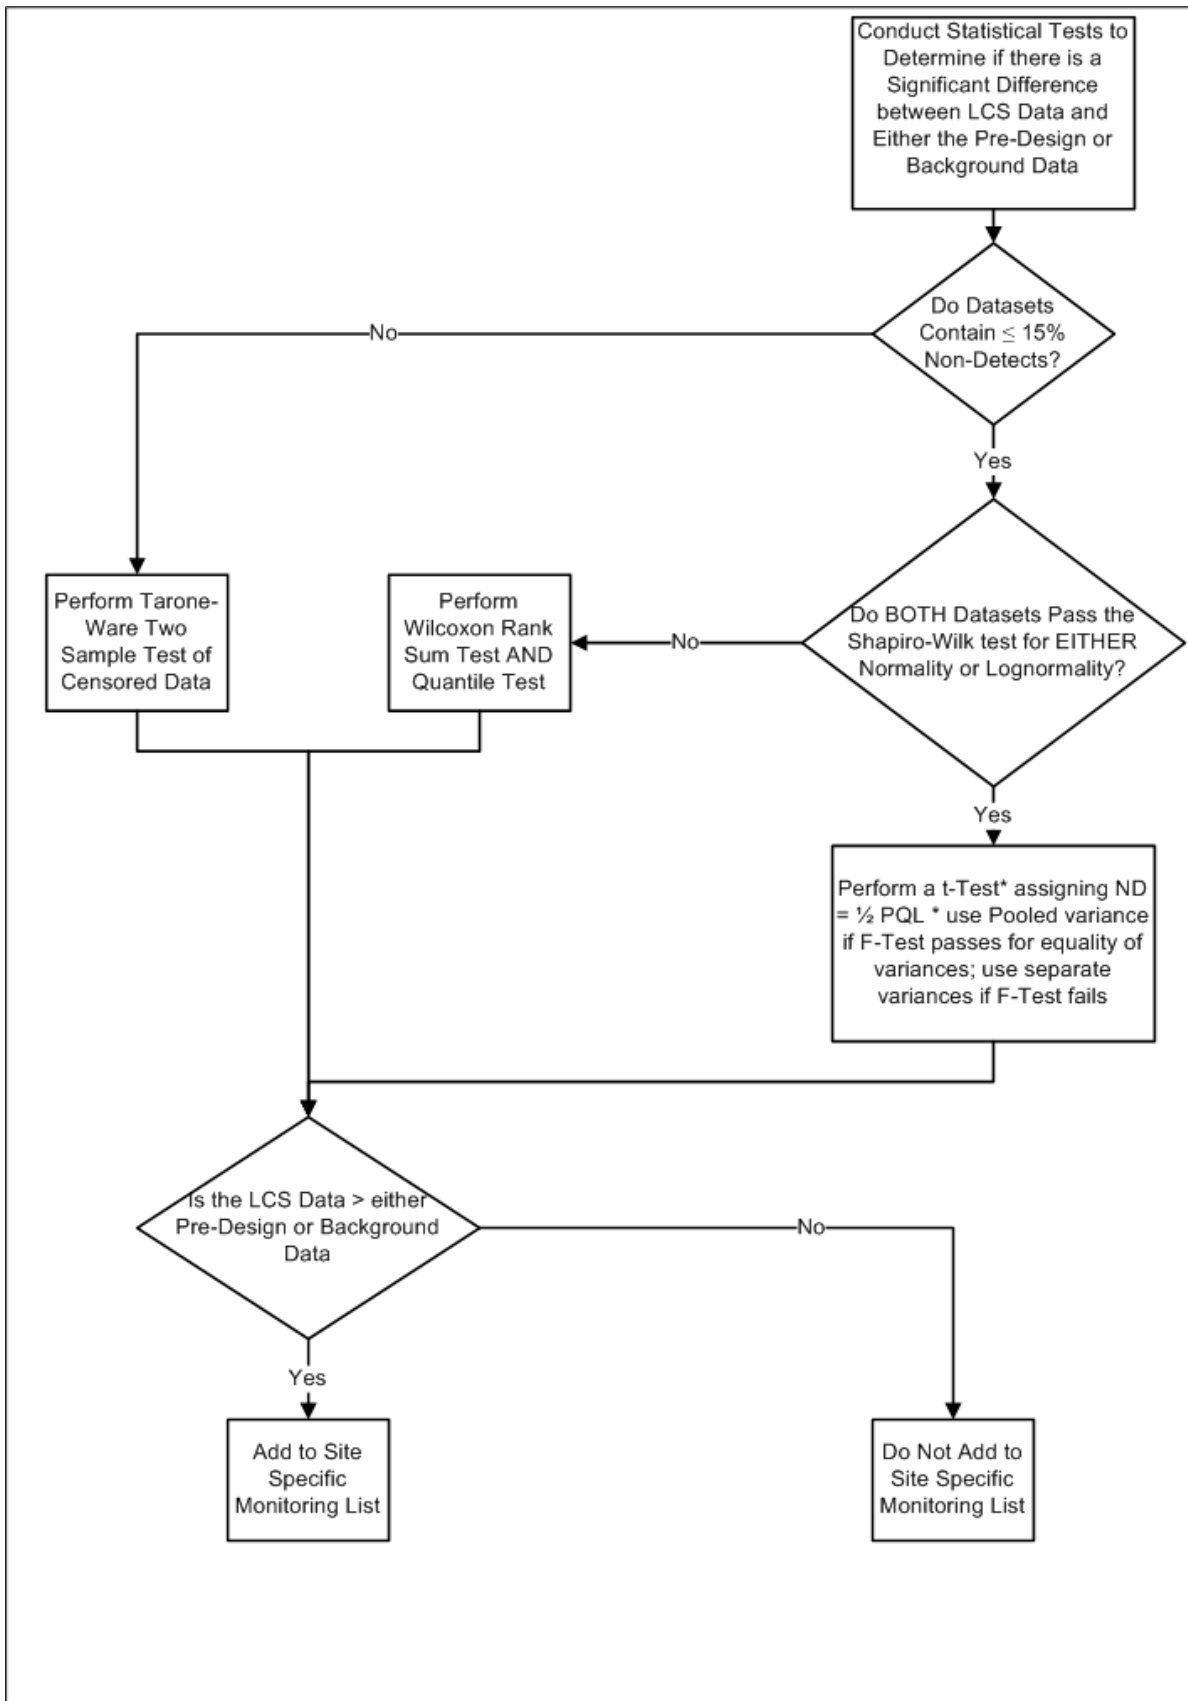 Conduct Statistical Tests to
Determine if there is a
Significant Difference
between LCS Data and
Either the Pre-Design or
Background Data
Do Datasets
Contain ≤ 15%
Non-Detects?
No
Yes
Perform Tarone-
Ware Two
Sample Test of
Censored Data
Perform
Wilcoxon Rank
Sum Test AND
Quantile Test
No
Do BOTH Datasets Pass the
Shapiro-Wilk test for EITHER
Normality or Lognormality?
Yes
Perform a t-Test* assigning ND
= ½ PQL * use Pooled variance
if F-Test passes for equality of
variances; use separate
variances if F-Test fails
Is the LCS Data > either
Pre-Design or Background
Data
No
Yes
Add to Site
Specific
Monitoring List
Do Not Add to
Site Specific
Monitoring List